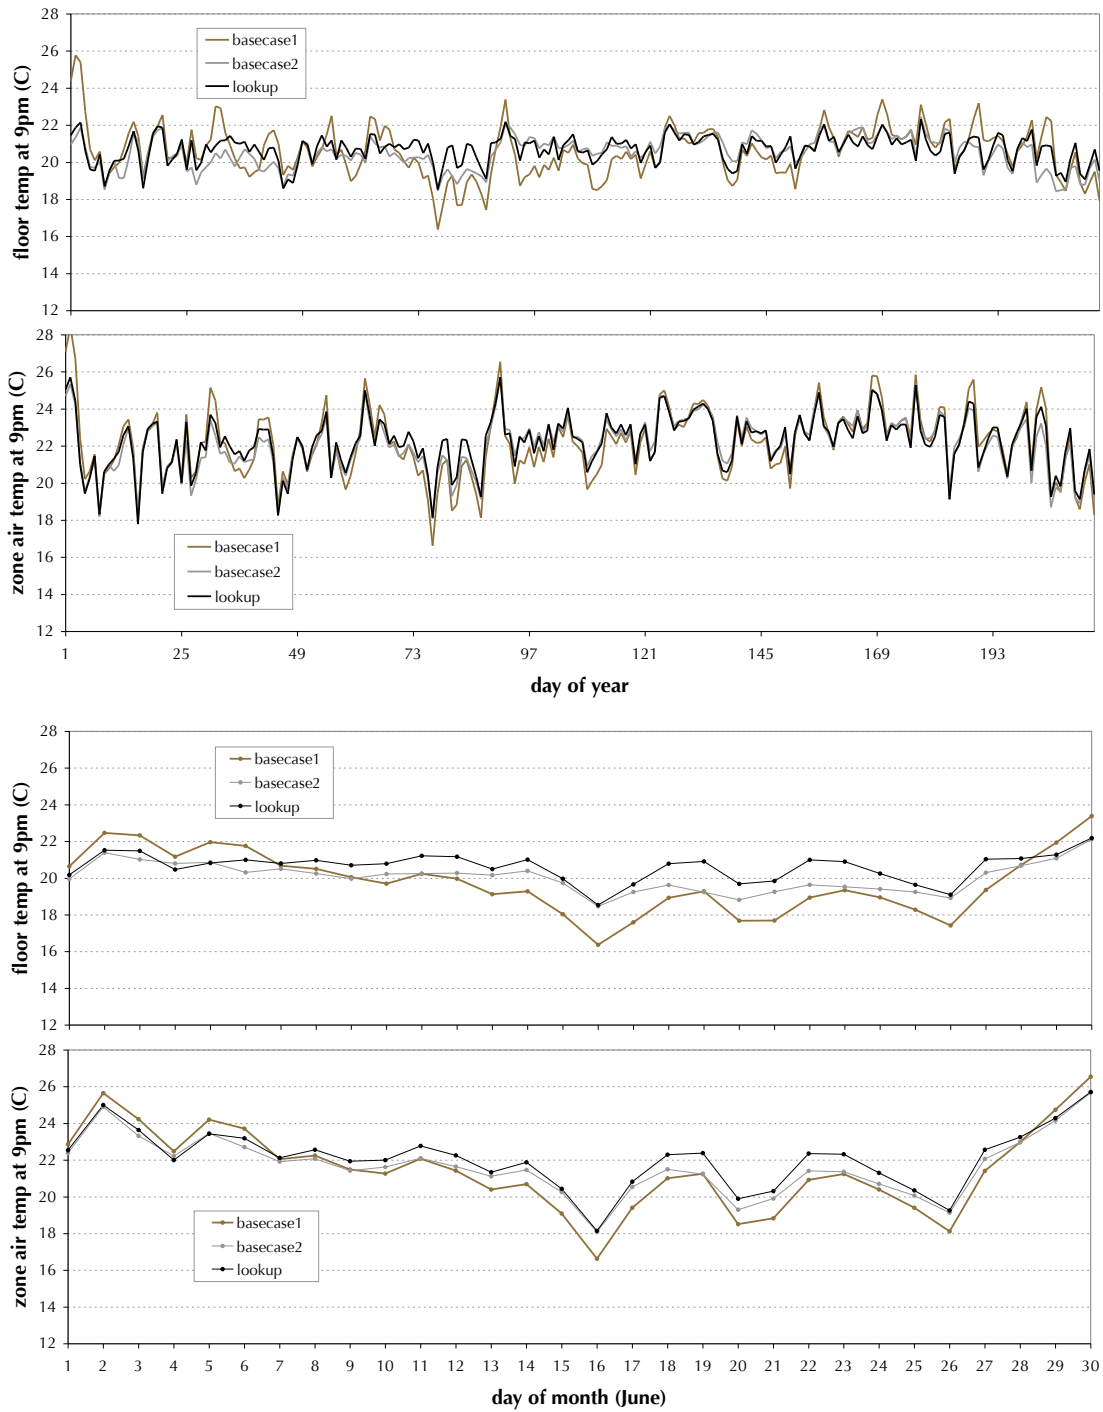 28
26
24
22
20
18
16
14
12
floor temp at 9pm (C)
basecase1
basecase2
lookup
28
26
24
22
20
18
16
14
12
zone air temp at 9pm (C)
basecase1
basecase2
lookup
1 25 49 73 97 121 145 169 193
day of year
28
26
24
22
20
18
16
14
12
floor temp at 9pm (C)
basecase1
basecase2
lookup
28
26
24
22
20
18
16
14
12
zone air temp at 9pm (C)
basecase1
basecase2
lookup
1 2 3 4 5 6 7 8 9 10 11 12 13 14 15 16 17 18 19 20 21 22 23 24 25 26 27 28 29 30
day of month (June)